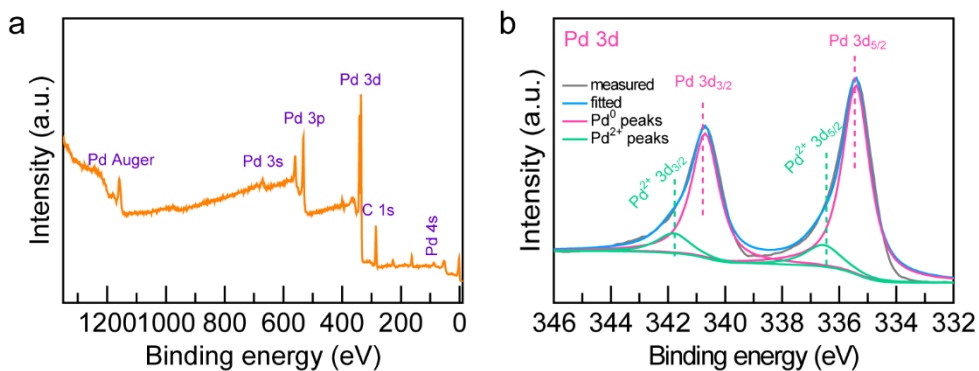 a
Intensity (a.u.)
Pd Auger
Pd 3s
Pd 3p
Pd 3d
C 1s
Pd 4s
1200 1000 800 600 400 200 0
Binding energy (eV)
b
Intensity (a.u.)
Pd 3d
measured
fitted
Pd⁰ peaks
Pd²⁺ peaks
Pd²⁺ 3d₃/₂
Pd 3d₃/₂
Pd²⁺ 3d₅/₂
Pd 3d₅/₂
346 344 342 340 338 336 334 332
Binding energy (eV)